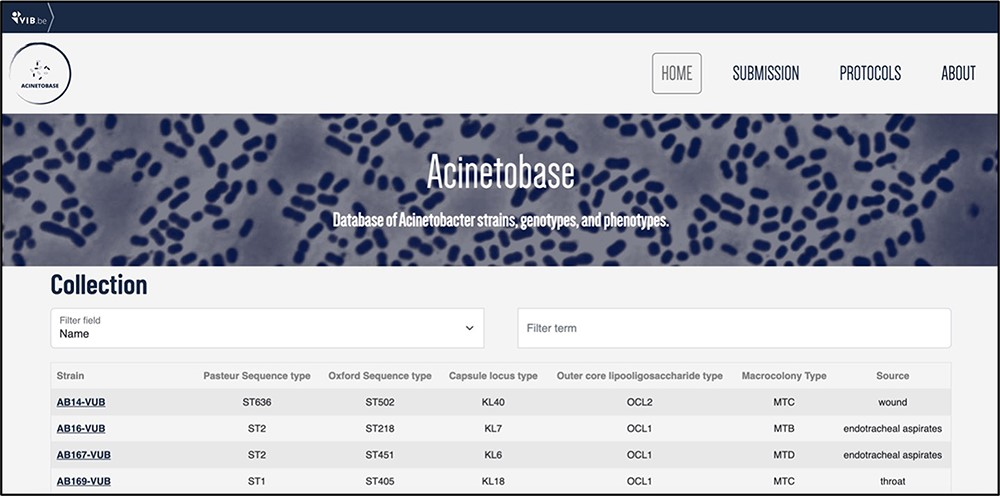 VIB.be
ACINETOBASE
HOME SUBMISSION PROTOCOLS ABOUT
Acinetobase
Database of Acinetobacter strains, genotypes, and phenotypes.
Collection
Filter field
Name
Filter term
Strain Pasteur Sequence type Oxford Sequence type Capsule locus type Outer core lipooligosaccharide type Macrocolony Type Source
AB14-VUB ST636 ST502 KL40 OCL2 MTC wound
AB16-VUB ST2 ST218 KL7 OCL1 MTB endotracheal aspirates
AB167-VUB ST2 ST451 KL6 OCL1 MTD endotracheal aspirates
AB169-VUB ST1 ST405 KL18 OCL1 MTC throat